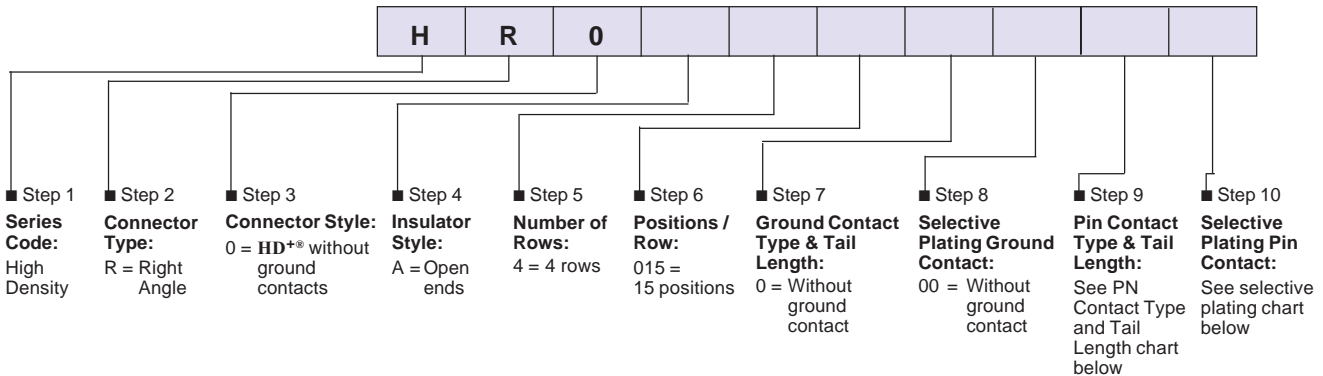 H R 0
■ Step 1
Series
Code:
High
Density
■ Step 2
Connector
Type:
R = Right
Angle
■ Step 3
Connector Style:
0 = HD+® without
ground
contacts
■ Step 4
Insulator
Style:
A = Open
ends
■ Step 5
Number of
Rows:
4 = 4 rows
■ Step 6
Positions /
Row:
015 =
15 positions
■ Step 7
Ground Contact
Type & Tail
Length:
0 = Without
ground
contact
■ Step 8
Selective
Plating Ground
Contact:
00 = Without
ground
contact
■ Step 9
Pin Contact
Type & Tail
Length:
See PN
Contact Type
and Tail
Length chart
below
■ Step 10
Selective
Plating Pin
Contact:
See selective
plating chart
below